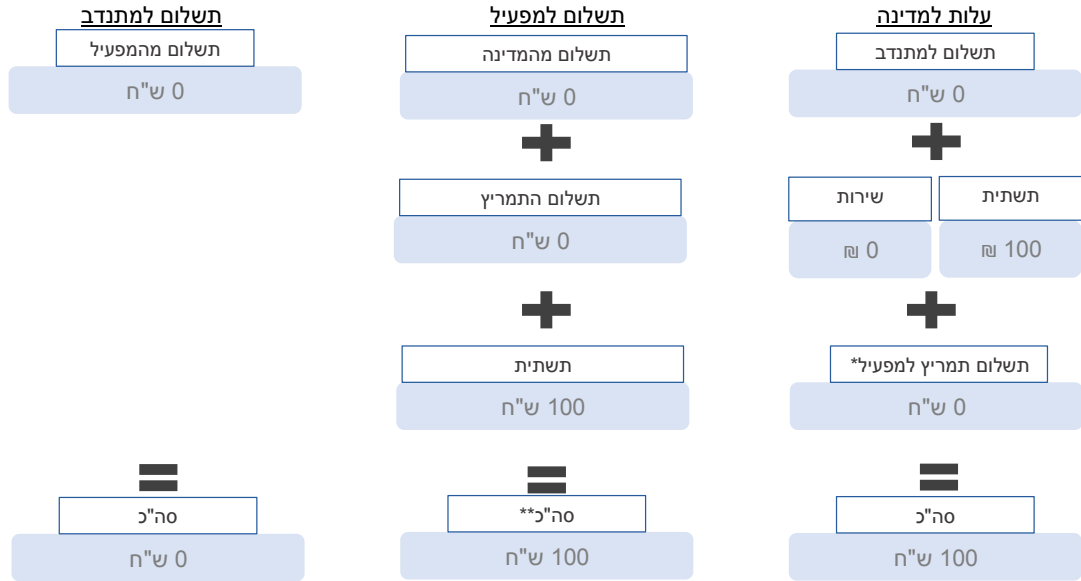 עלות למדינה
תשלום למתנדב
0 ש"ח
תשתית
שירות
100 ₪
0 ₪
תשלום תמריץ למפעיל*
0 ש"ח
סה"כ
100 ש"ח
תשלום למפעיל
תשלום מהמדינה
0 ש"ח
תשלום התמריץ
0 ש"ח
תשתית
100 ש"ח
סה"כ**
100 ש"ח
תשלום למתנדב
תשלום מהמפעיל
0 ש"ח
סה"כ
0 ש"ח